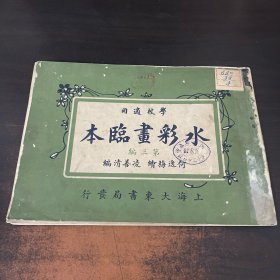 學校適用
水彩畫臨本
第三編
何逸梅繪 凌善清編
上海大東書局發行